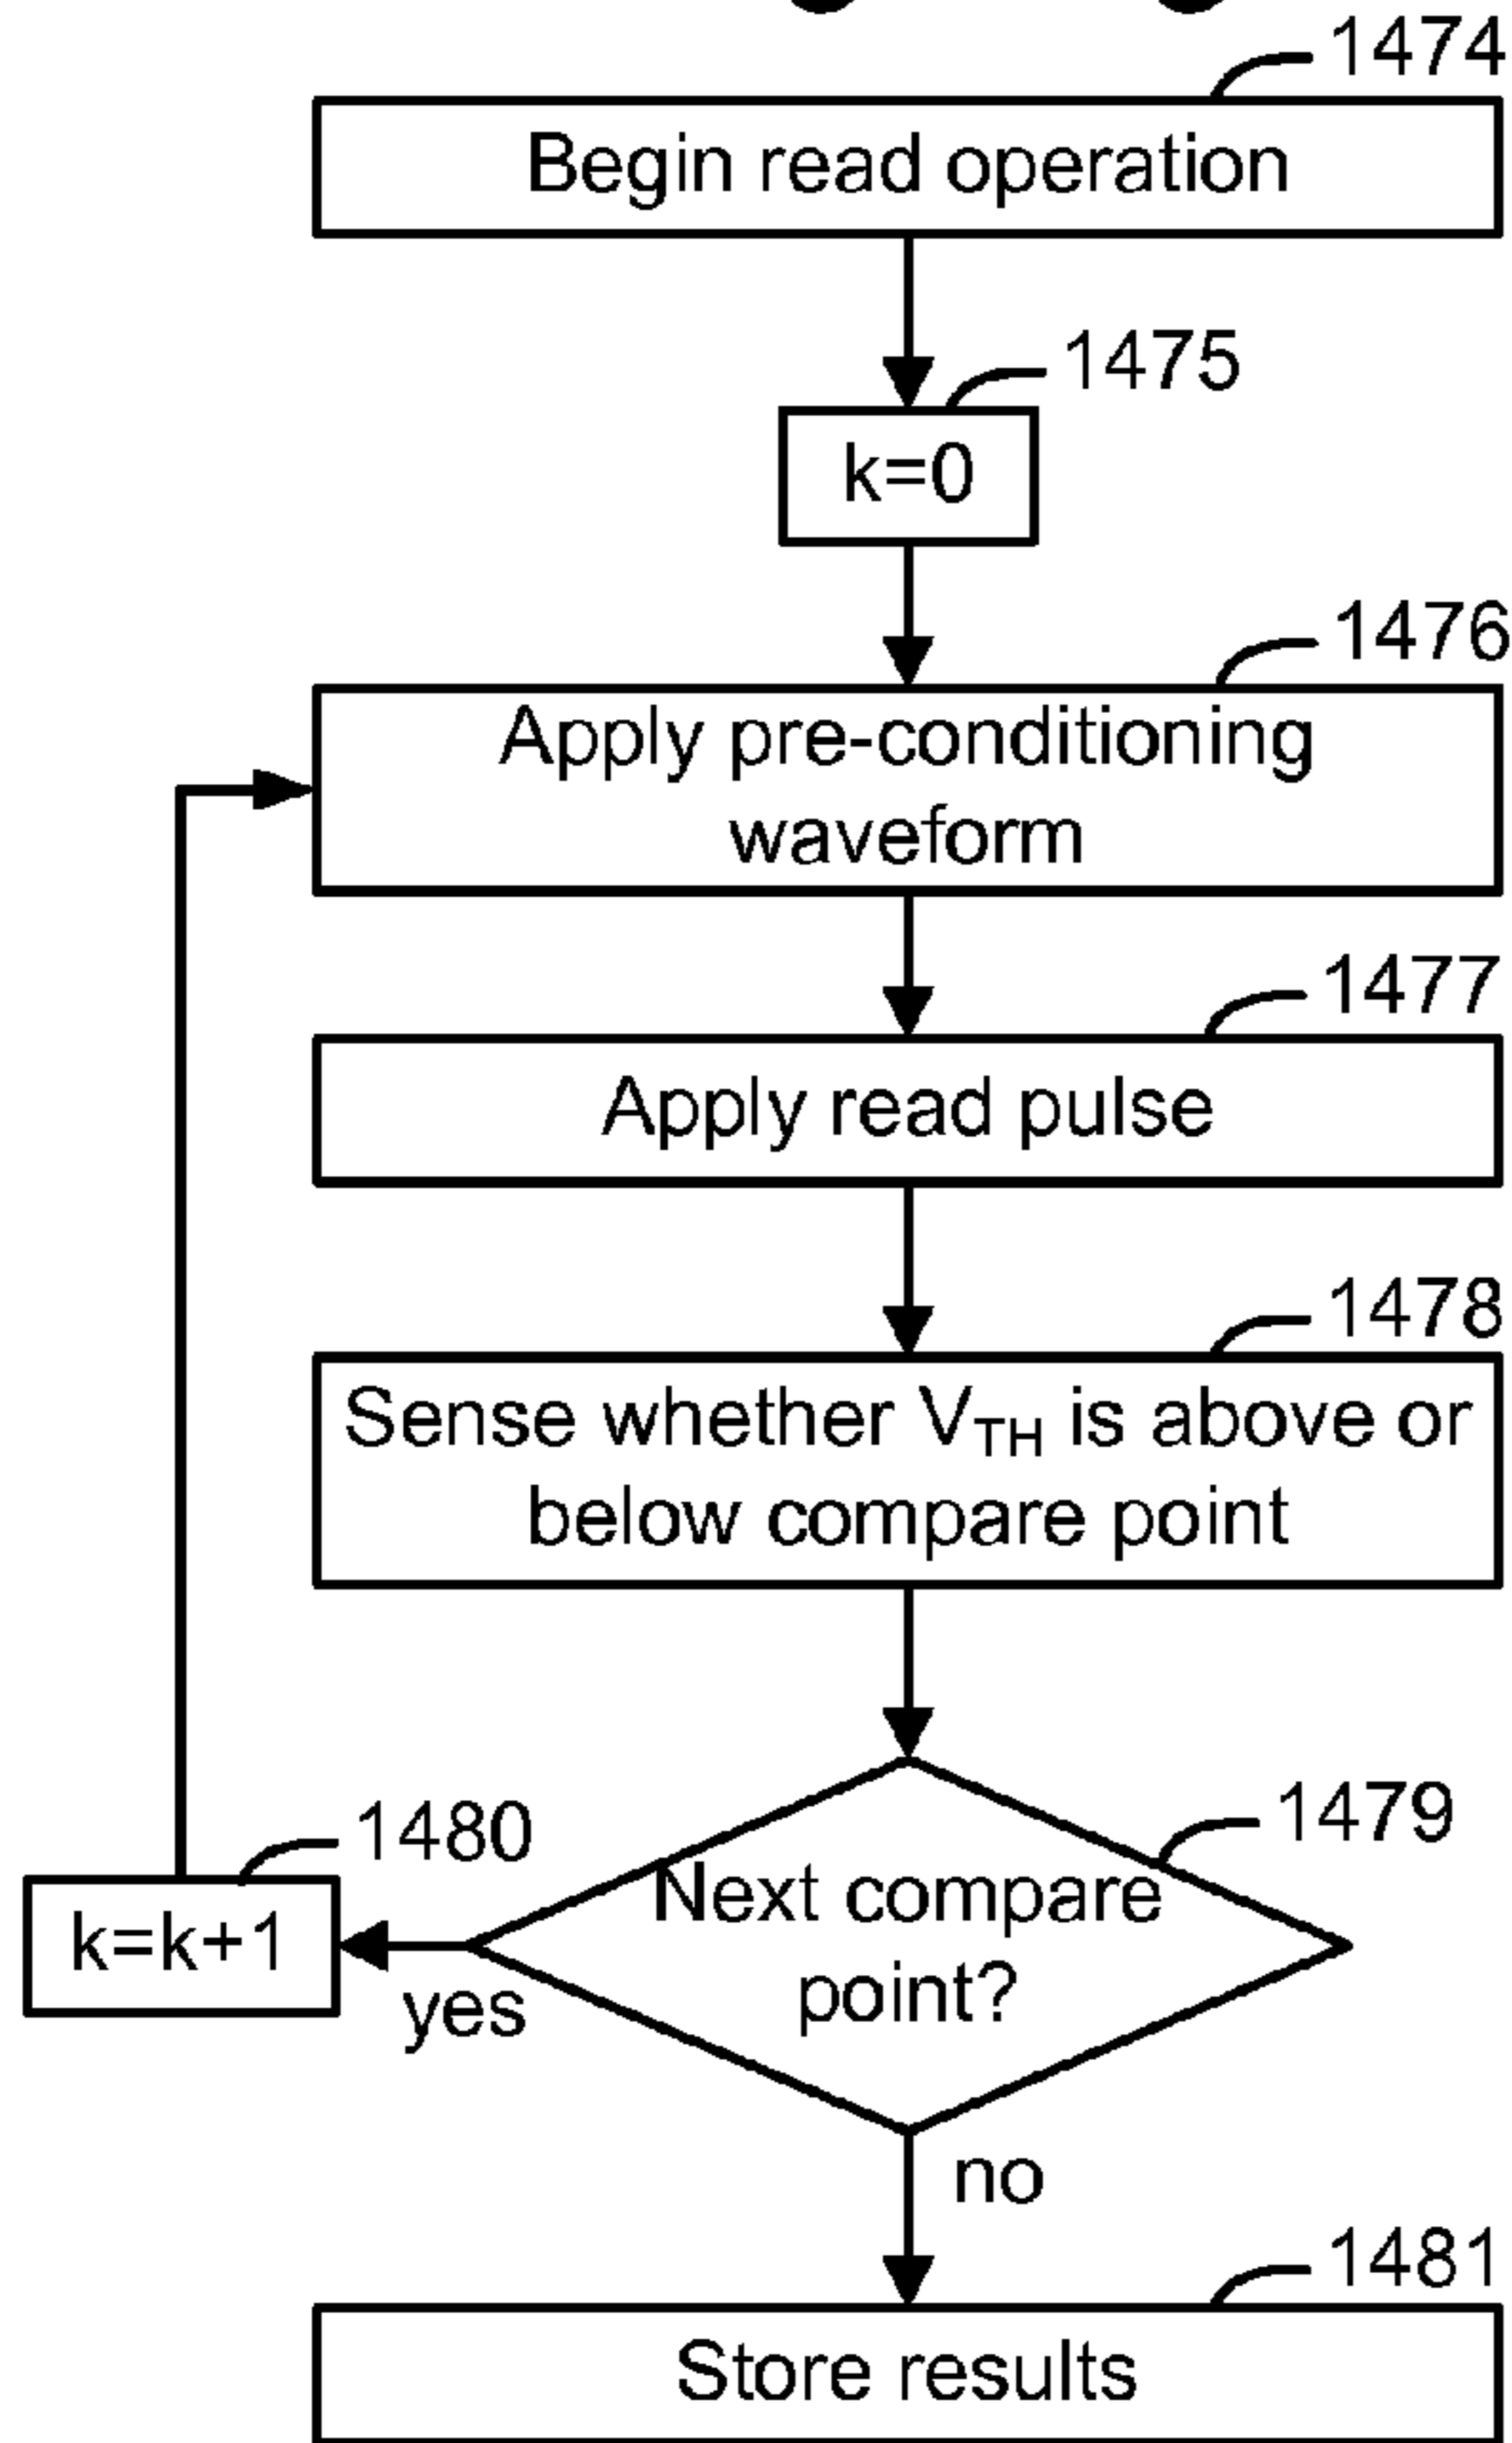 1474
Begin read operation
1475
k=0
1476
Apply pre-conditioning
waveform
1477
Apply read pulse
1478
Sense whether VTH is above or
below compare point
1479
Next compare
point?
1480
k=k+1
yes
no
1481
Store results